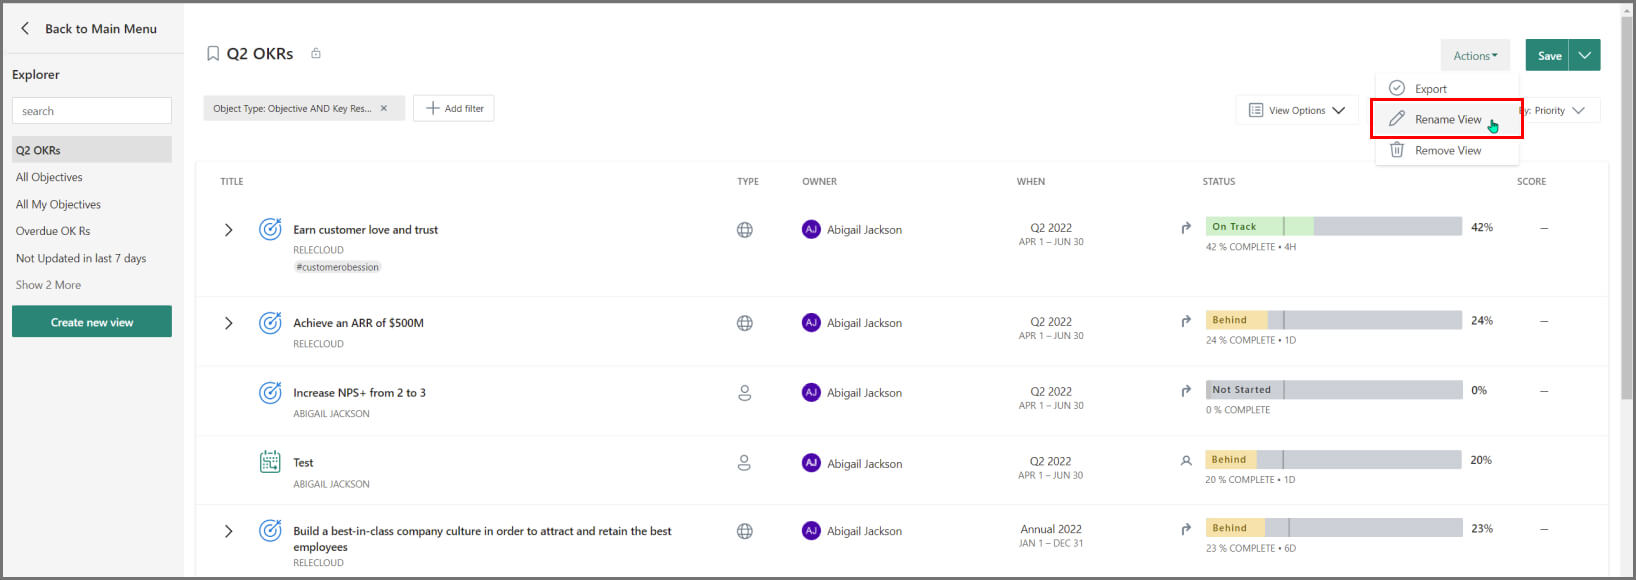 Back to Main Menu
Explorer
search
Q2 OKRs
All Objectives
All My Objectives
Overdue OK Rs
Not Updated in last 7 days
Show 2 More
Create new view
Q2 OKRs
Actions
Save
Object Type: Objective AND Key Res...
Add filter
View Options
By: Priority
Export
Rename View
Remove View
TITLE TYPE OWNER WHEN STATUS SCORE
Earn customer love and trust
RELECLOUD
#customerobession
AJ Abigail Jackson
Q2 2022
APR 1 – JUN 30
On Track
42%
42 % COMPLETE • 4H
—
Achieve an ARR of $500M
RELECLOUD
AJ Abigail Jackson
Q2 2022
APR 1 – JUN 30
Behind
24%
24 % COMPLETE • 1D
—
Increase NPS+ from 2 to 3
ABIGAIL JACKSON
AJ Abigail Jackson
Q2 2022
APR 1 – JUN 30
Not Started
0%
0 % COMPLETE
—
Test
ABIGAIL JACKSON
AJ Abigail Jackson
Q2 2022
APR 1 – JUN 30
Behind
20%
20 % COMPLETE • 1D
Build a best-in-class company culture in order to attract and retain the best
employees
RELECLOUD
AJ Abigail Jackson
Annual 2022
JAN 1 – DEC 31
Behind
23%
23 % COMPLETE • 6D
—